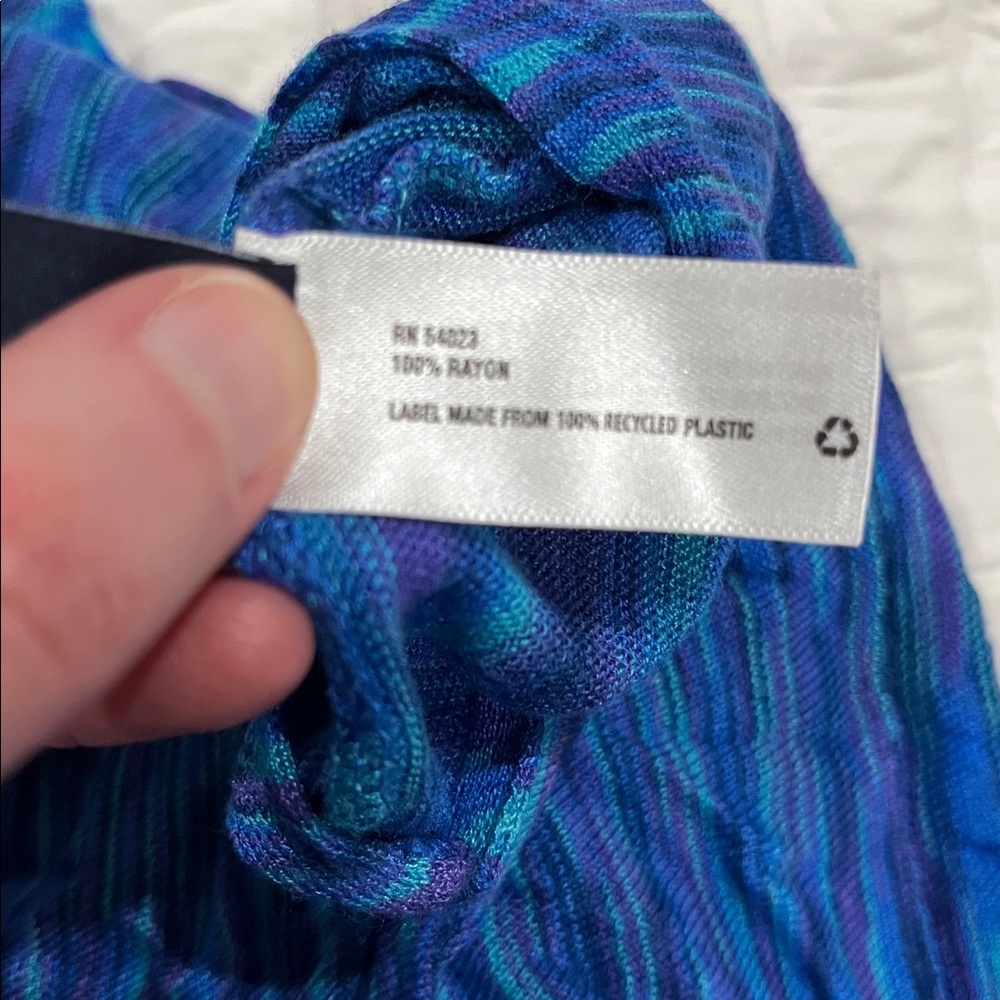 RN 54023
100% RAYON
LABEL MADE FROM 100% RECYCLED PLASTIC